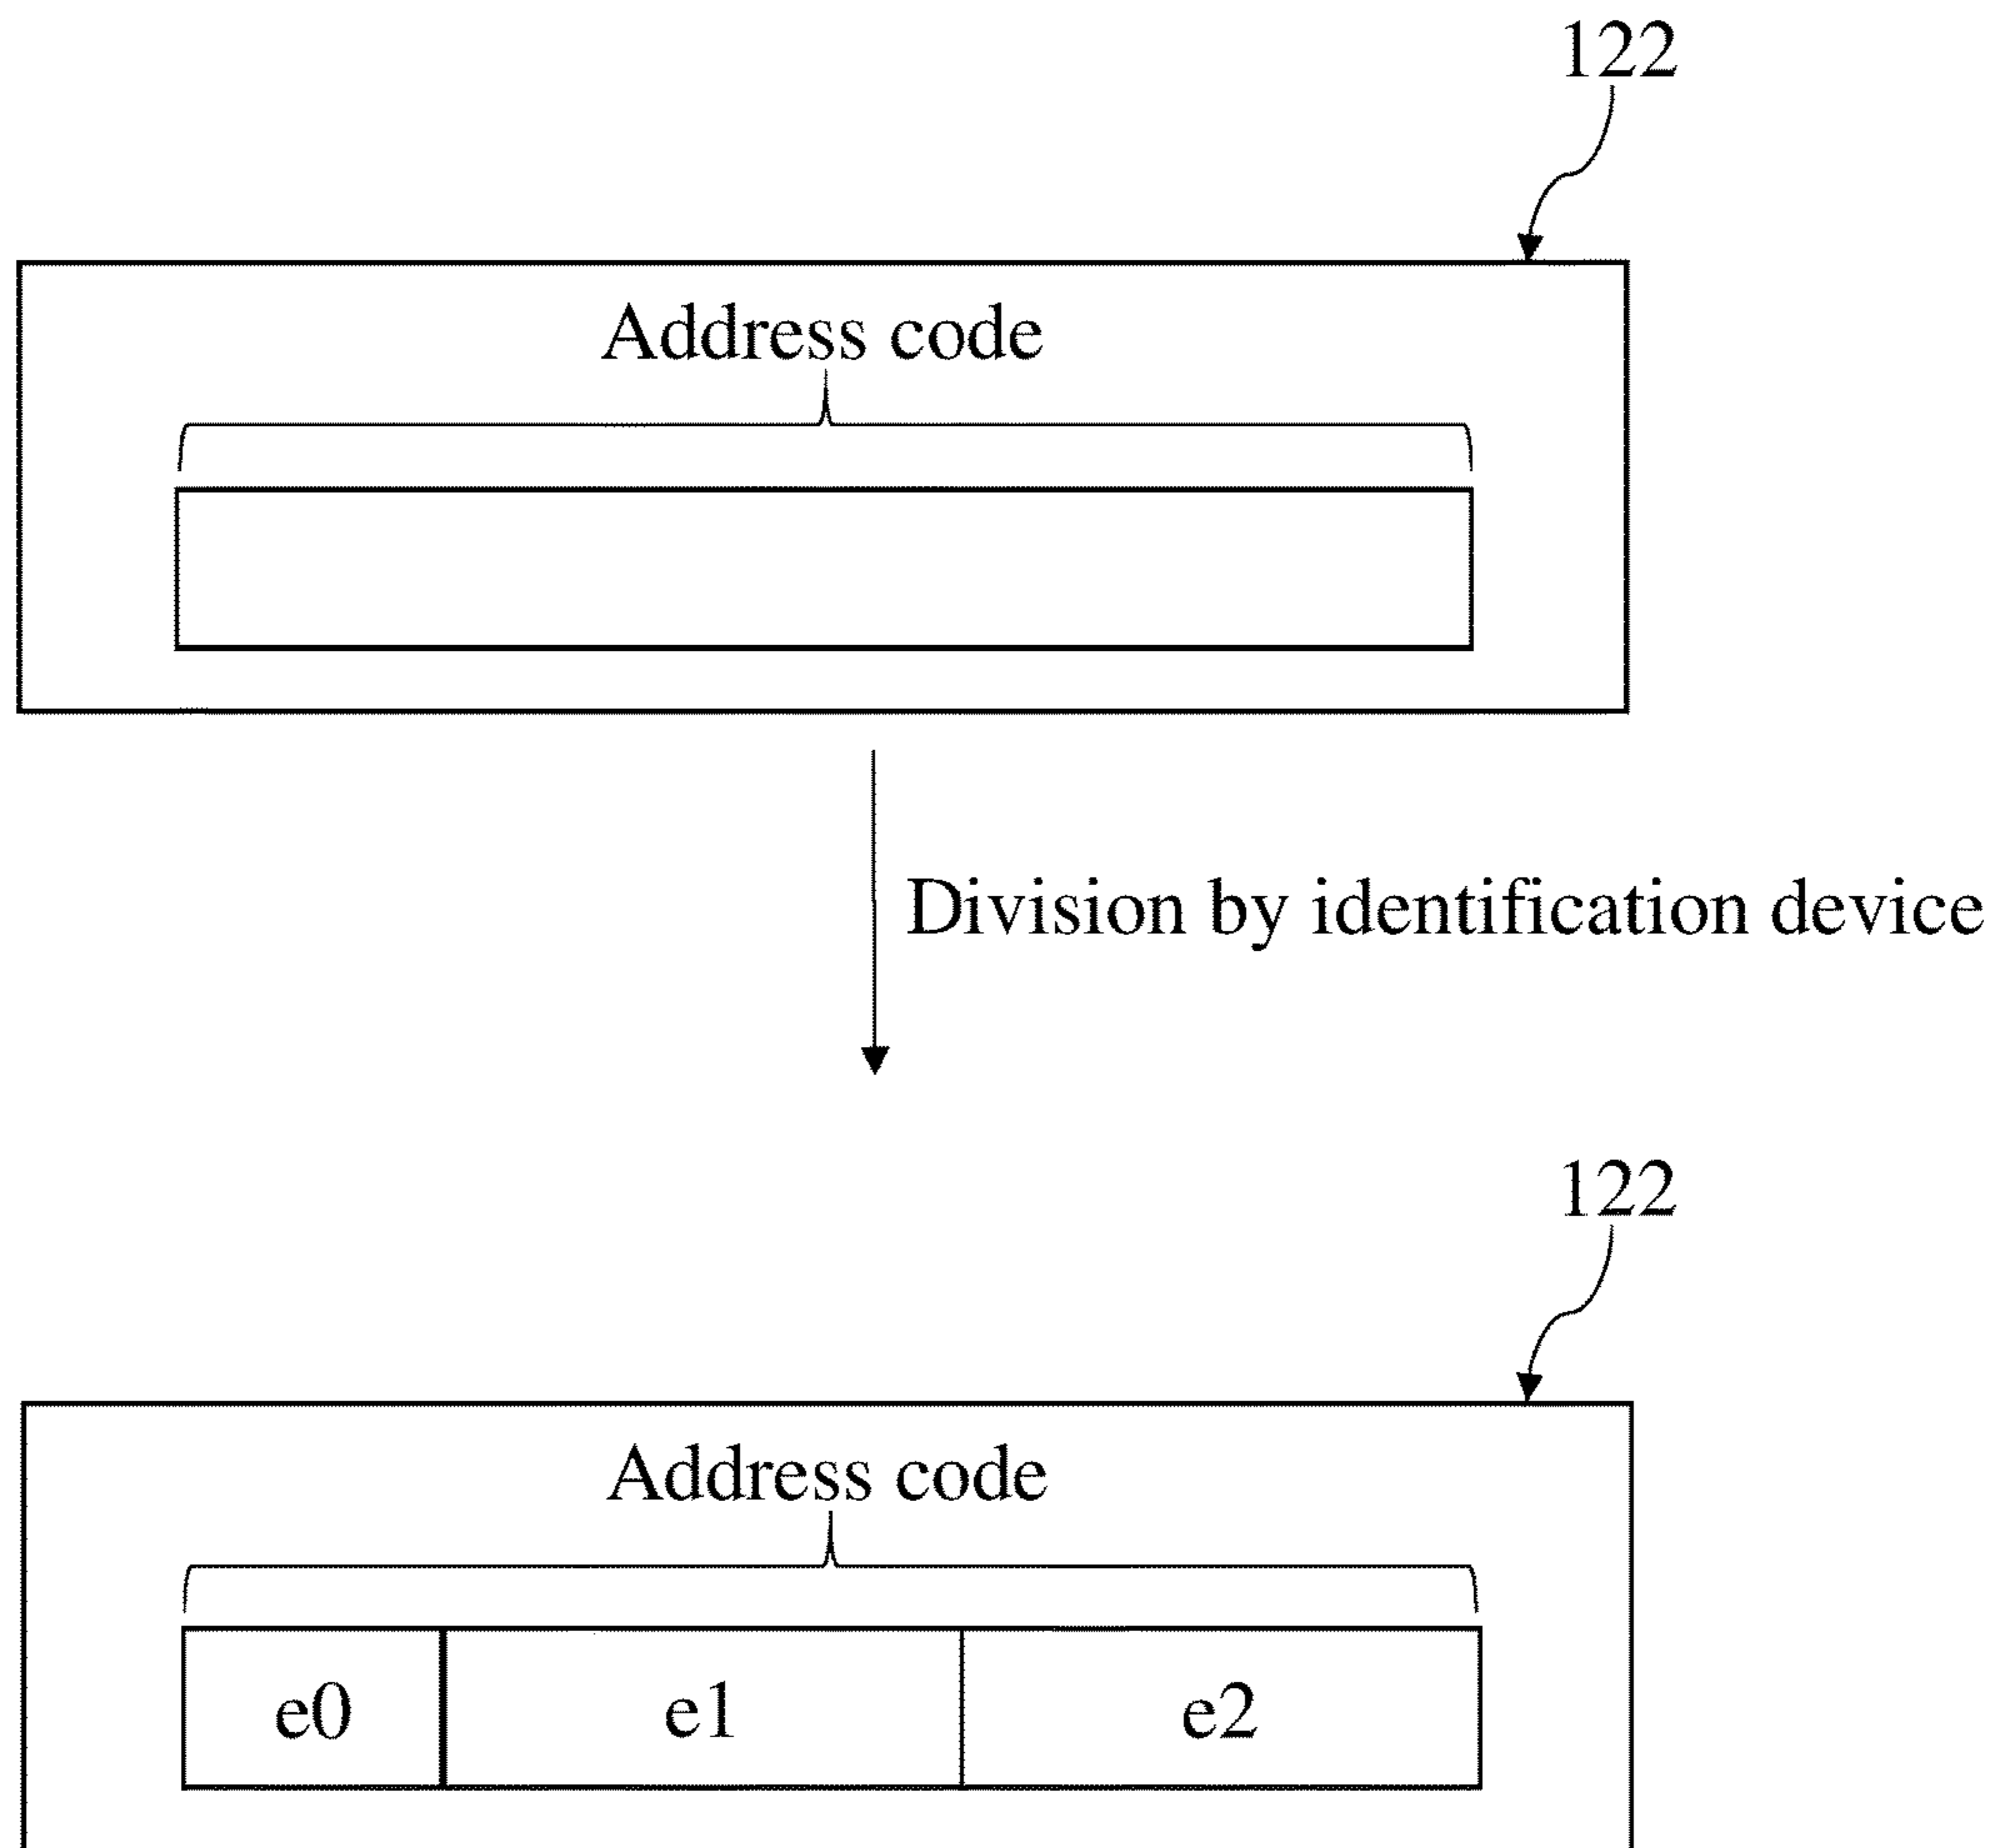 122
Address code
Division by identification device
122
Address code
e0 e1 e2